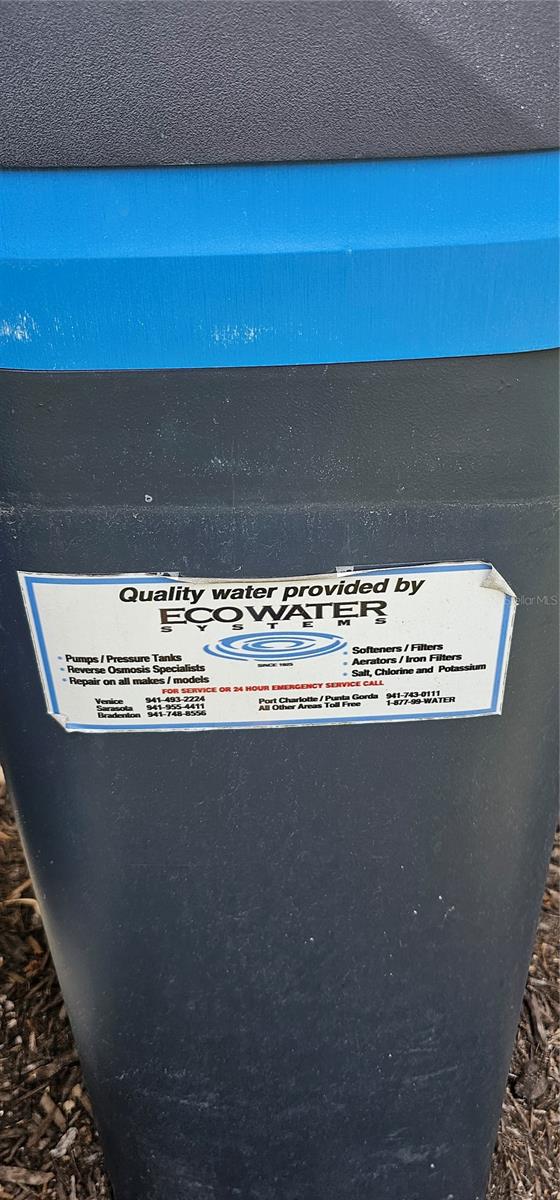 Quality water provided by
ECOWATER
SYSTEMS
SINCE 1925
• Pumps / Pressure Tanks
• Reverse Osmosis Specialists
• Repair on all makes / models
• Softeners / Filters
• Aerators / Iron Filters
• Salt, Chlorine and Potassium
FOR SERVICE OR 24 HOUR EMERGENCY SERVICE CALL
Venice 941-493-2224
Sarasota 941-955-4411
Bradenton 941-748-8556
Port Charlotte / Punta Gorda 941-743-0111
All Other Areas Toll Free 1-877-99-WATER
Stellar MLS